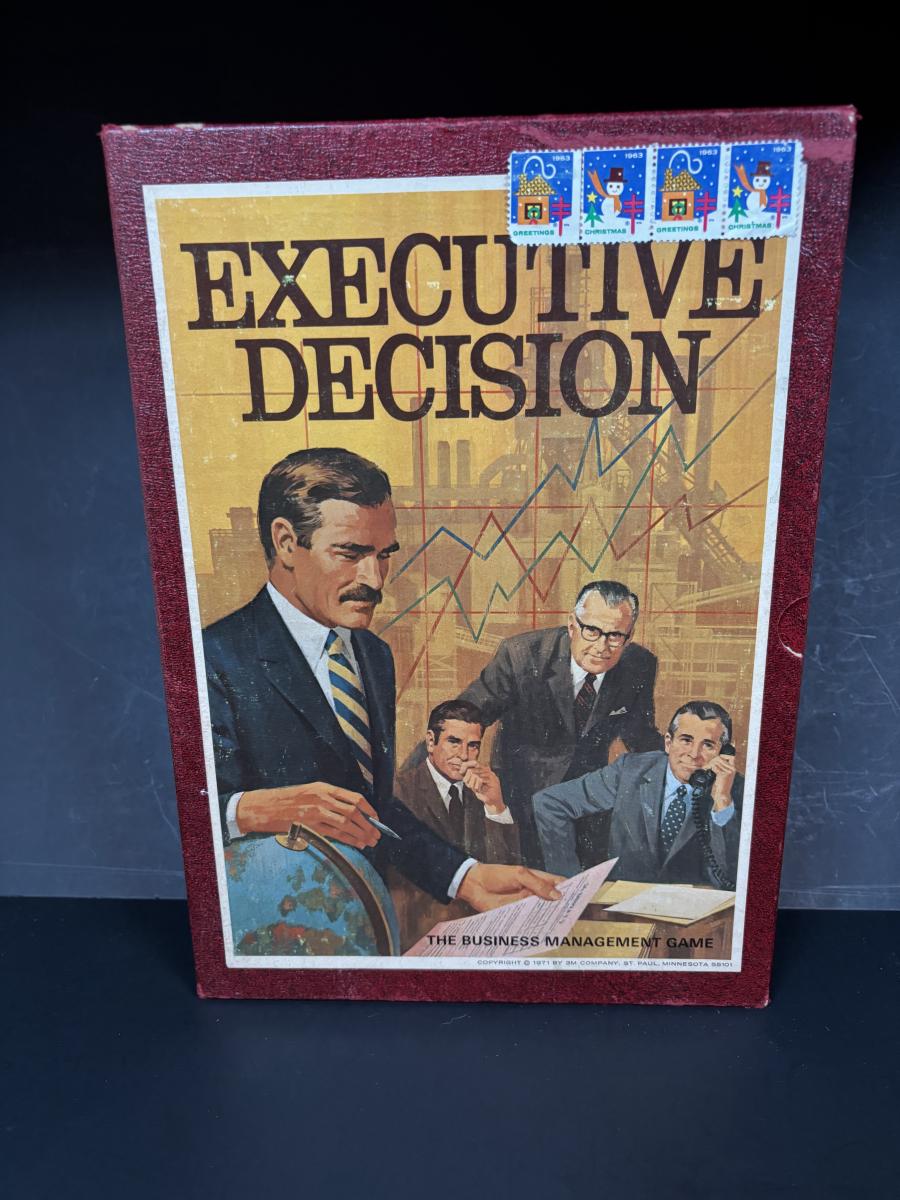 1963 1963 1963 1963
GREETINGS CHRISTMAS GREETINGS CHRISTMAS
EXECUTIVE
DECISION
THE BUSINESS MANAGEMENT GAME
COPYRIGHT © 1971 BY 3M COMPANY, ST. PAUL, MINNESOTA 55101